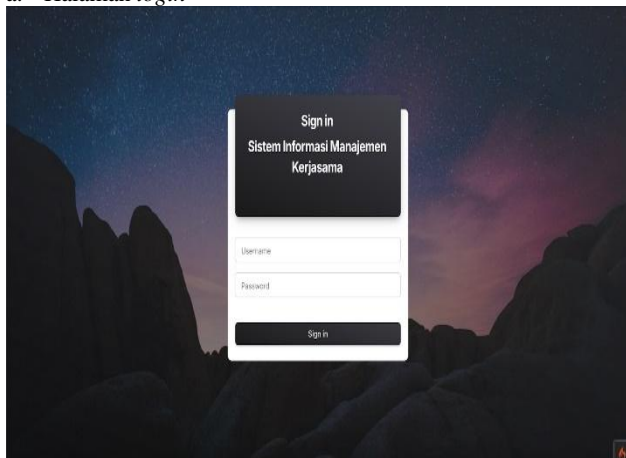 Sign in
Sistem Informasi Manajemen
Kerjasama
Username
Password
Sign in